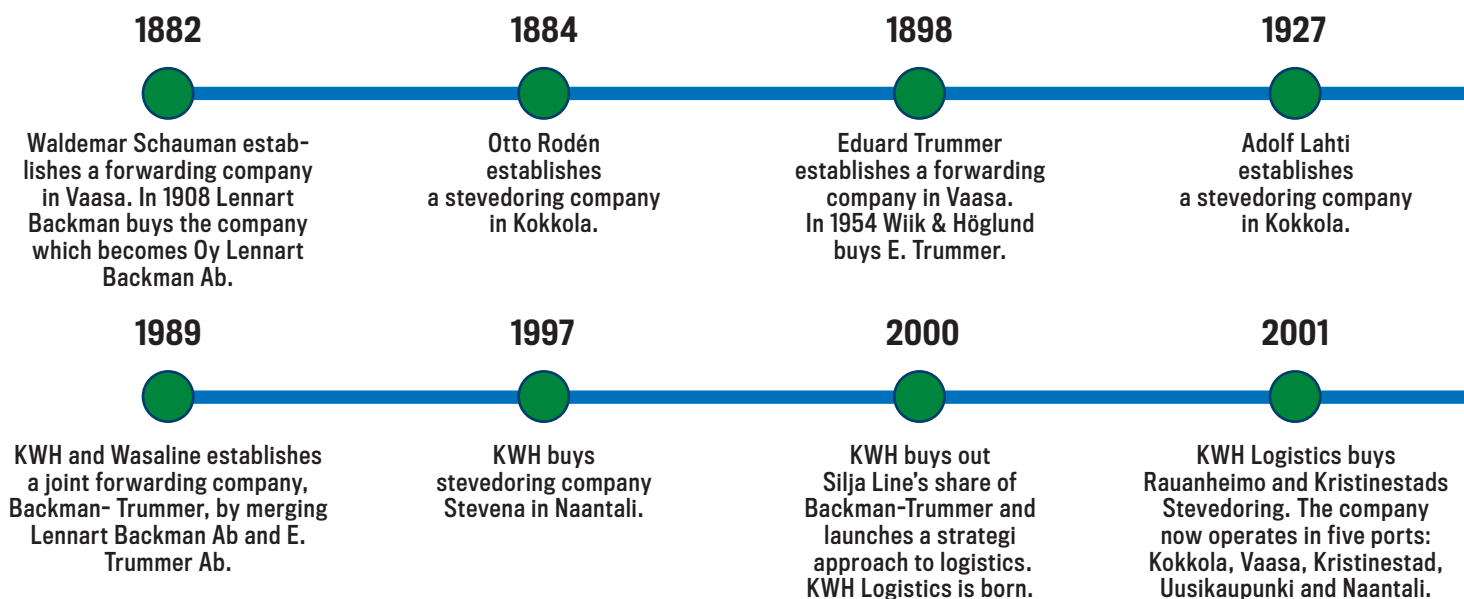 1882
Waldemar Schauman estab-
lishes a forwarding company
in Vaasa. In 1908 Lennart
Backman buys the company
which becomes Oy Lennart
Backman Ab.
1884
Otto Rodén
establishes
a stevedoring company
in Kokkola.
1898
Eduard Trummer
establishes a forwarding
company in Vaasa.
In 1954 Wiik & Höglund
buys E. Trummer.
1927
Adolf Lahti
establishes
a stevedoring company
in Kokkola.
1989
KWH and Wasaline establishes
a joint forwarding company,
Backman- Trummer, by merging
Lennart Backman Ab and E.
Trummer Ab.
1997
KWH buys
stevedoring company
Stevena in Naantali.
2000
KWH buys out
Silja Line's share of
Backman-Trummer and
launches a strategi
approach to logistics.
KWH Logistics is born.
2001
KWH Logistics buys
Rauanheimo and Kristinestads
Stevedoring. The company
now operates in five ports:
Kokkola, Vaasa, Kristinestad,
Uusikaupunki and Naantali.